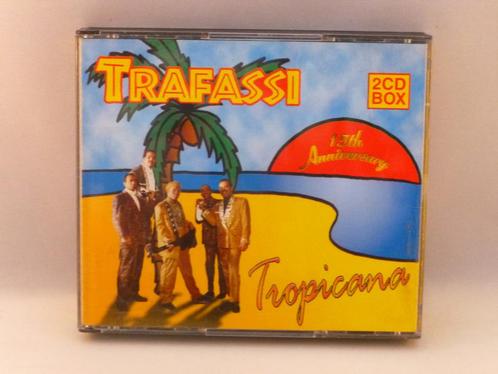 TRAFASSI
2CD
BOX
15th
Anniversary
Tropicana